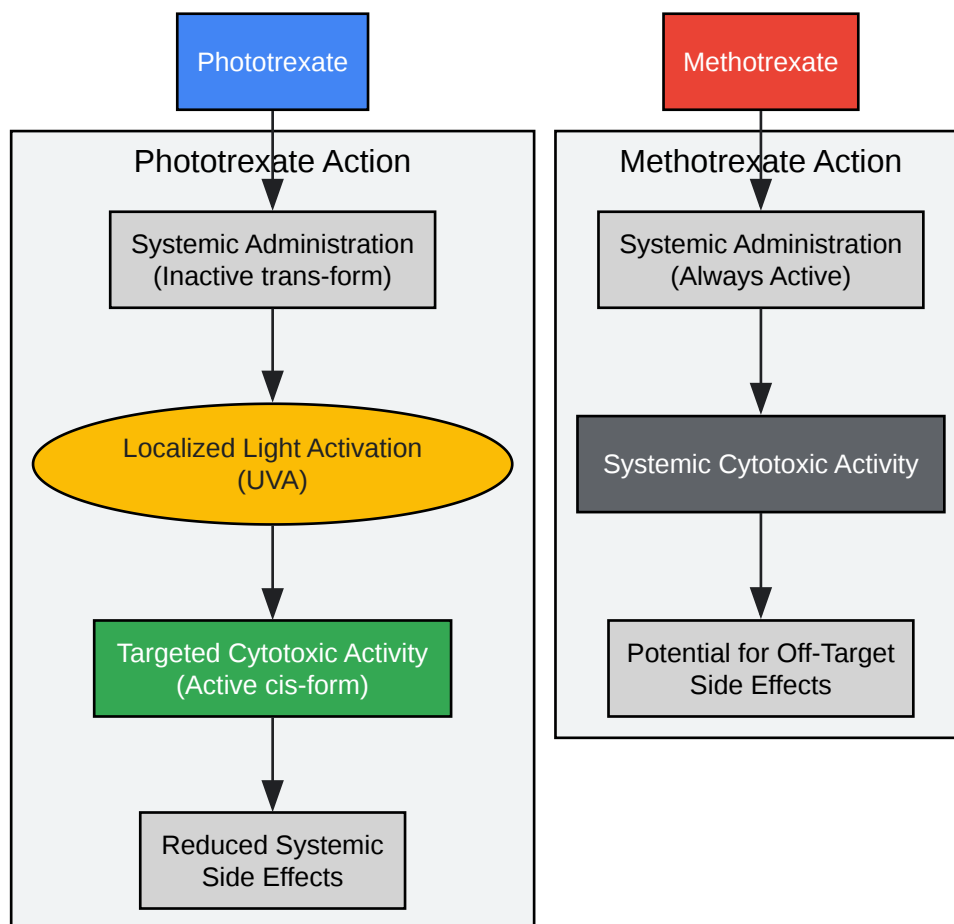 Phototrexate
Methotrexate
Phototrexate Action
Systemic Administration
(Inactive trans-form)
Localized Light Activation
(UVA)
Targeted Cytotoxic Activity
(Active cis-form)
Reduced Systemic
Side Effects
Methotrexate Action
Systemic Administration
(Always Active)
Systemic Cytotoxic Activity
Potential for Off-Target
Side Effects